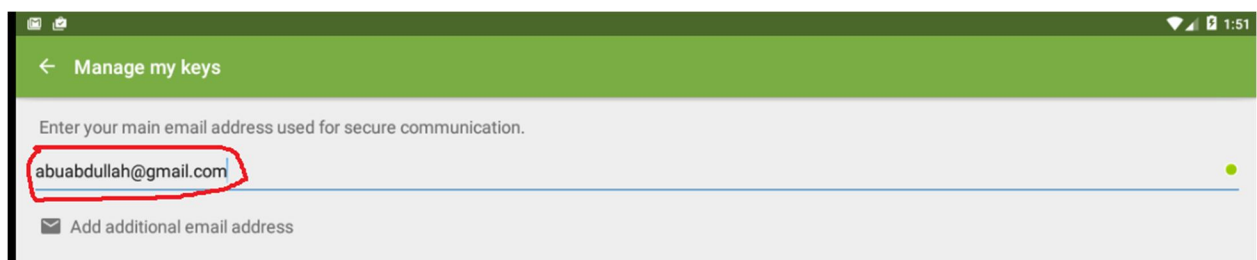 1:51
Manage my keys
Enter your main email address used for secure communication.
abuabdullah@gmail.com
Add additional email address